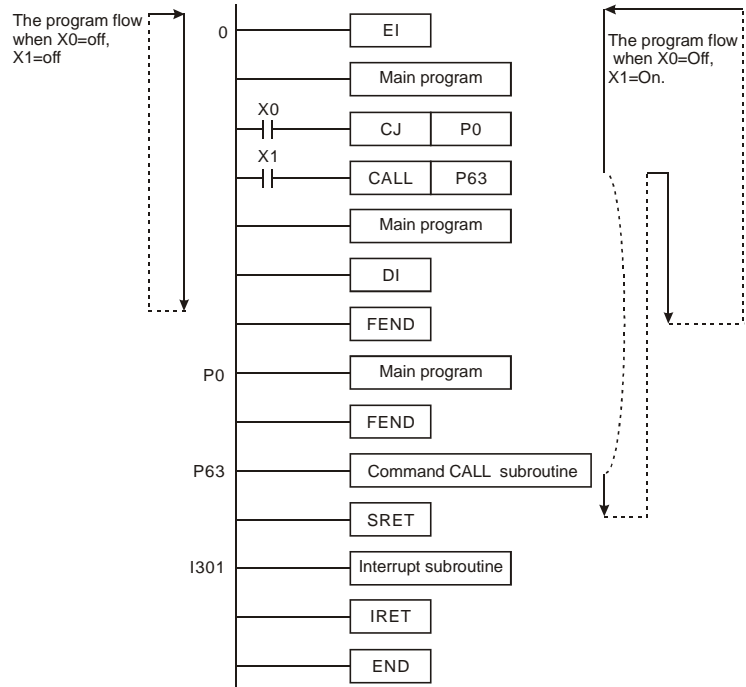 The program flow
when X0=off,
X1=off
0
EI
The program flow
when X0=Off,
X1=On.
Main program
X0
CJ P0
X1
CALL P63
Main program
DI
FEND
P0
Main program
FEND
P63
Command CALL subroutine
SRET
I301
Interrupt subroutine
IRET
END